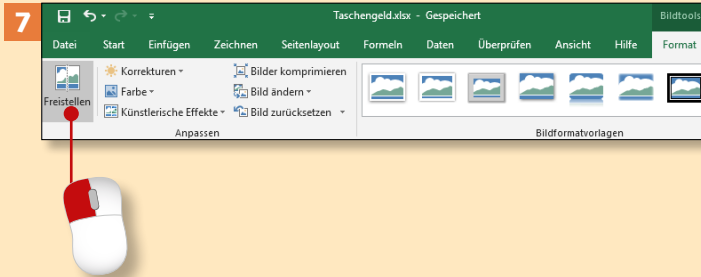 7
Taschengeld.xlsx - Gespeichert
Bildtools
Datei Start Einfügen Zeichnen Seitenlayout Formeln Daten Überprüfen Ansicht Hilfe Format
Freistellen
Korrekturen
Farbe
Künstlerische Effekte
Bilder komprimieren
Bild ändern
Bild zurücksetzen
Anpassen
Bildformatvorlagen